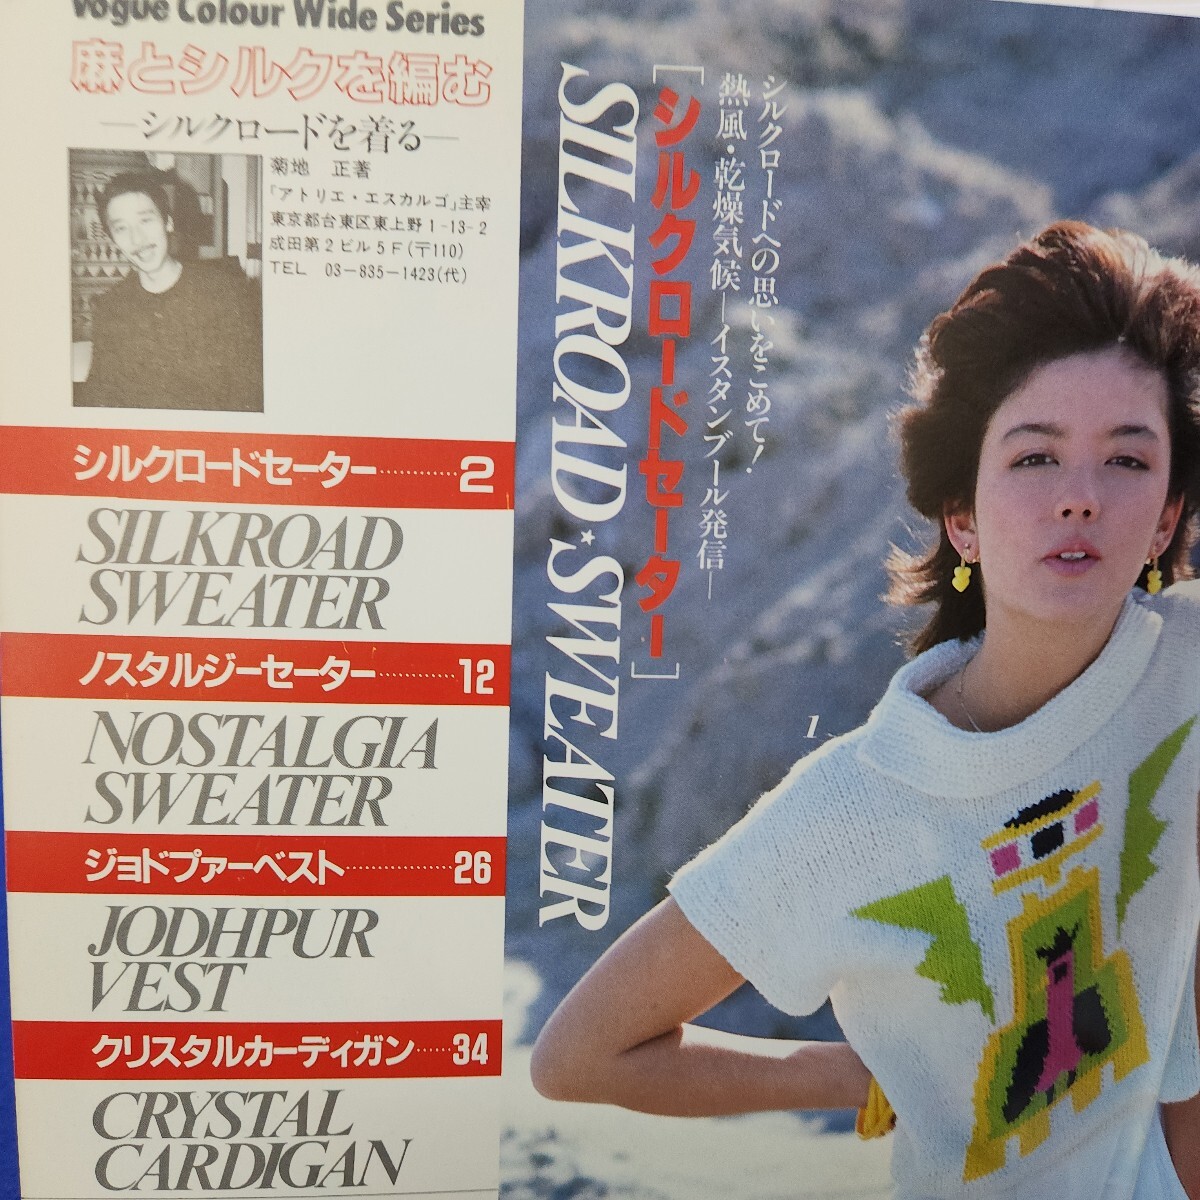 Vogue Colour Wide Series
麻とシルクを編む
—シルクロードを着る—
菊地 正著
「アトリエ・エスカルゴ」主宰
東京都台東区東上野1-13-2
成田第2ビル5F(〒110)
TEL 03-835-1423(代)
シルクロードセーター…………2
SILKROAD
SWEATER
ノスタルジーセーター…………12
NOSTALGIA
SWEATER
ジョドプァーベスト…………26
JODHPUR
VEST
クリスタルカーディガン……34
CRYSTAL
CARDIGAN
シルクロードへの思いをこめて!
熱風・乾燥気候—イスタンブール発信—
[シルクロードセーター]
SILKROAD★SWEATER
1